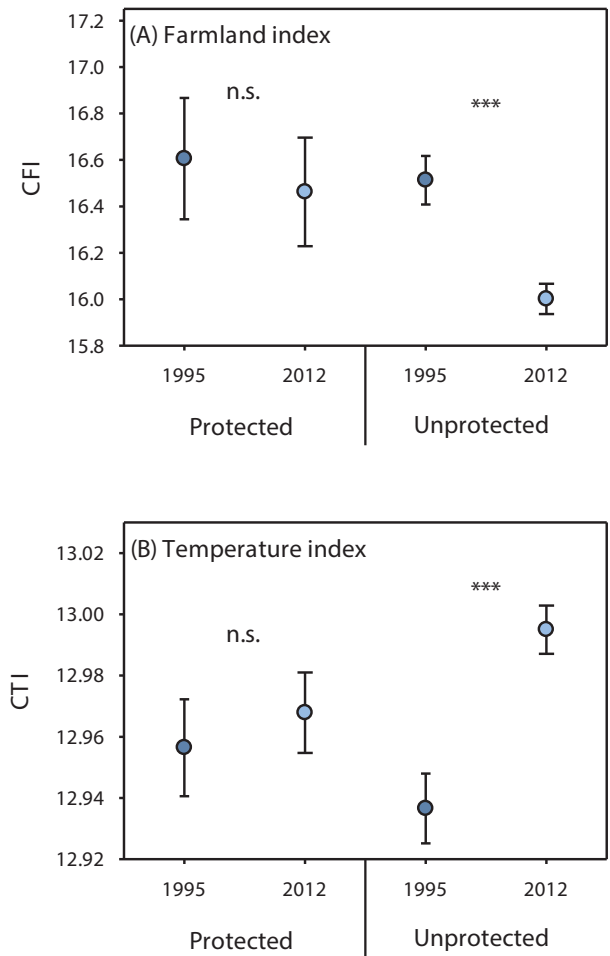 (A) Farmland index
17.2
17.0
16.8
16.6
16.4
16.2
16.0
15.8
CFI
n.s.
***
1995 2012 1995 2012
Protected Unprotected
(B) Temperature index
13.02
13.00
12.98
12.96
12.94
12.92
CTI
n.s.
***
1995 2012 1995 2012
Protected Unprotected